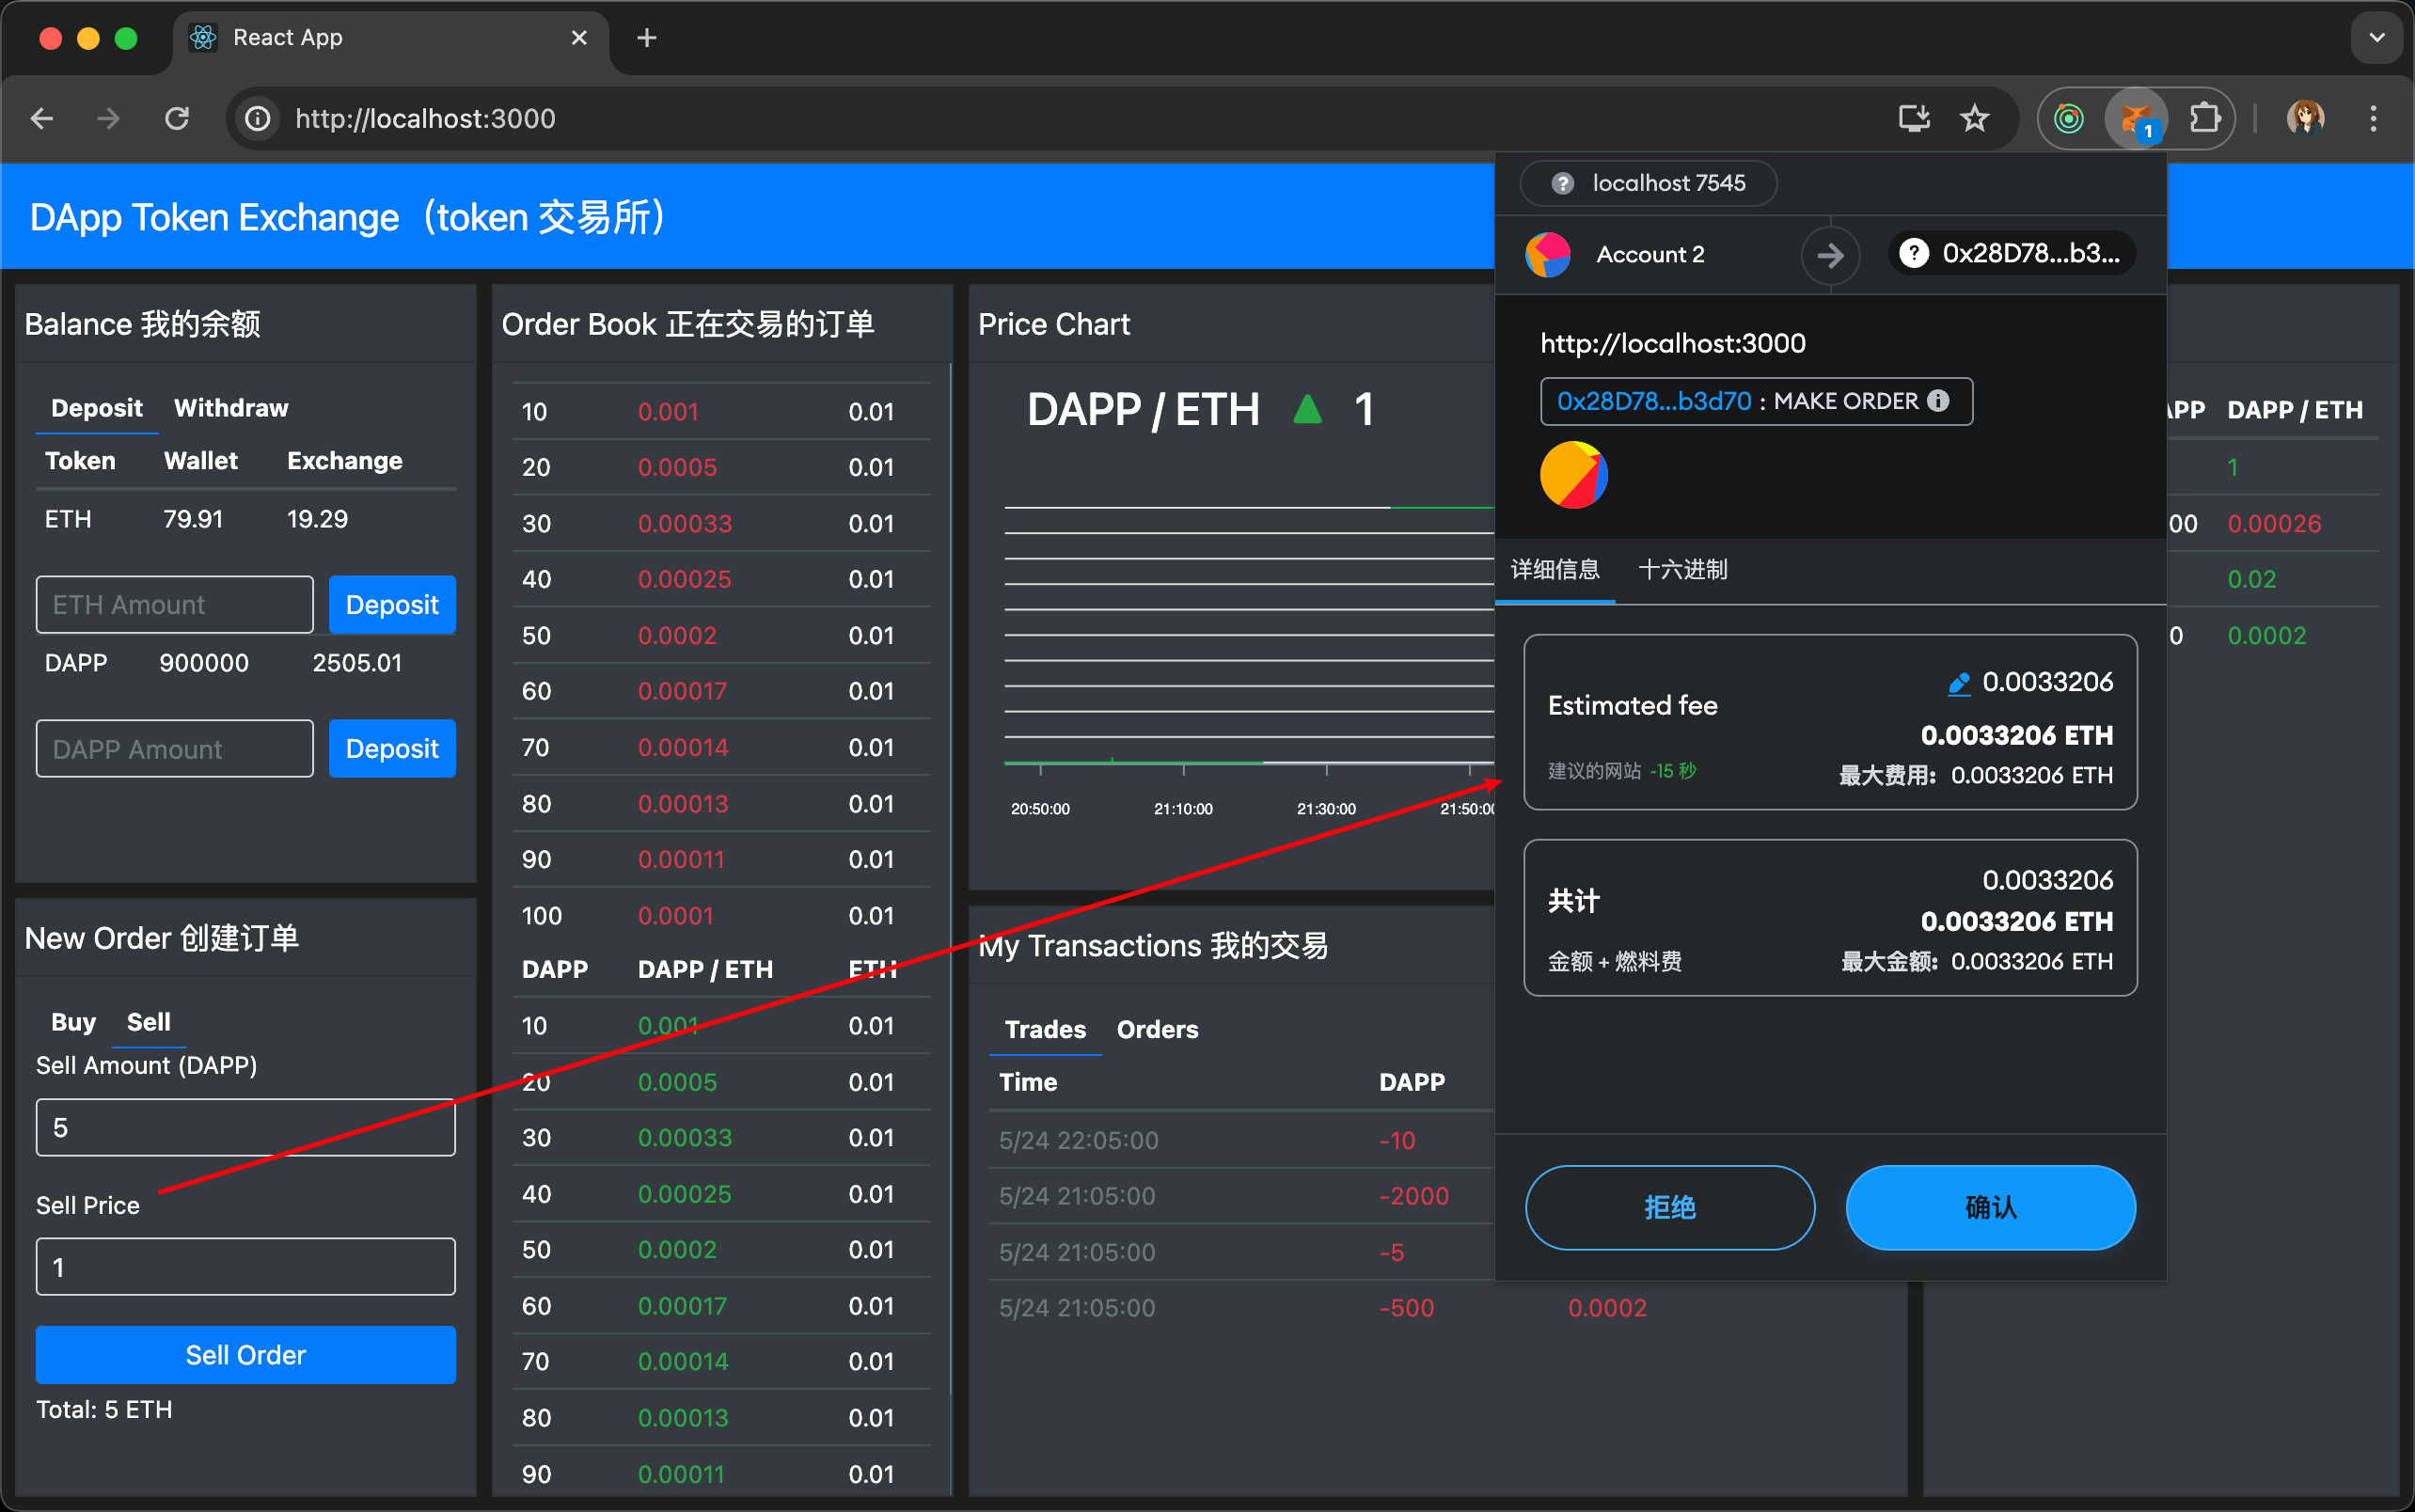 React App
http://localhost:3000
1
DApp Token Exchange（token 交易所）
Balance 我的余额
Deposit Withdraw
Token Wallet Exchange
ETH 79.91 19.29
ETH Amount Deposit
DAPP 900000 2505.01
DAPP Amount Deposit
New Order 创建订单
Buy Sell
Sell Amount (DAPP)
5
Sell Price
1
Sell Order
Total: 5 ETH
Order Book 正在交易的订单
10 0.001 0.01
20 0.0005 0.01
30 0.00033 0.01
40 0.00025 0.01
50 0.0002 0.01
60 0.00017 0.01
70 0.00014 0.01
80 0.00013 0.01
90 0.00011 0.01
100 0.0001 0.01
DAPP DAPP / ETH ETH
10 0.001 0.01
20 0.0005 0.01
30 0.00033 0.01
40 0.00025 0.01
50 0.0002 0.01
60 0.00017 0.01
70 0.00014 0.01
80 0.00013 0.01
90 0.00011 0.01
Price Chart
DAPP / ETH ▲ 1
20:50:00 21:10:00 21:30:00 21:50:00
My Transactions 我的交易
Trades Orders
Time DAPP
5/24 22:05:00 -10
5/24 21:05:00 -2000
5/24 21:05:00 -5
5/24 21:05:00 -500 0.0002
localhost 7545
Account 2 0x28D78...b3...
http://localhost:3000
0x28D78...b3d70 : MAKE ORDER
详细信息 十六进制
0.0033206
Estimated fee
0.0033206 ETH
建议的网站 -15 秒 最大费用: 0.0033206 ETH
0.0033206
共计
0.0033206 ETH
金额 + 燃料费 最大金额: 0.0033206 ETH
拒绝 确认
DAPP / ETH
1
00 0.00026
0.02
0 0.0002